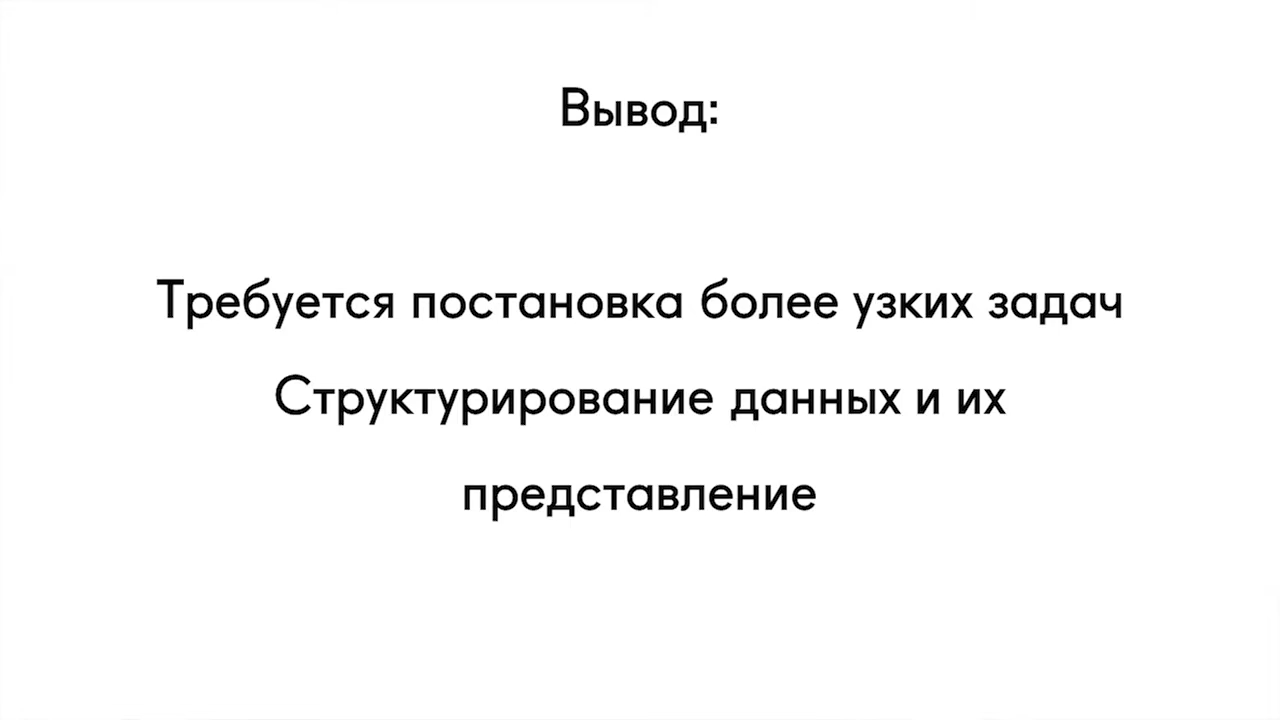 Вывод:
Требуется постановка более узких задач
Структурирование данных и их
представление